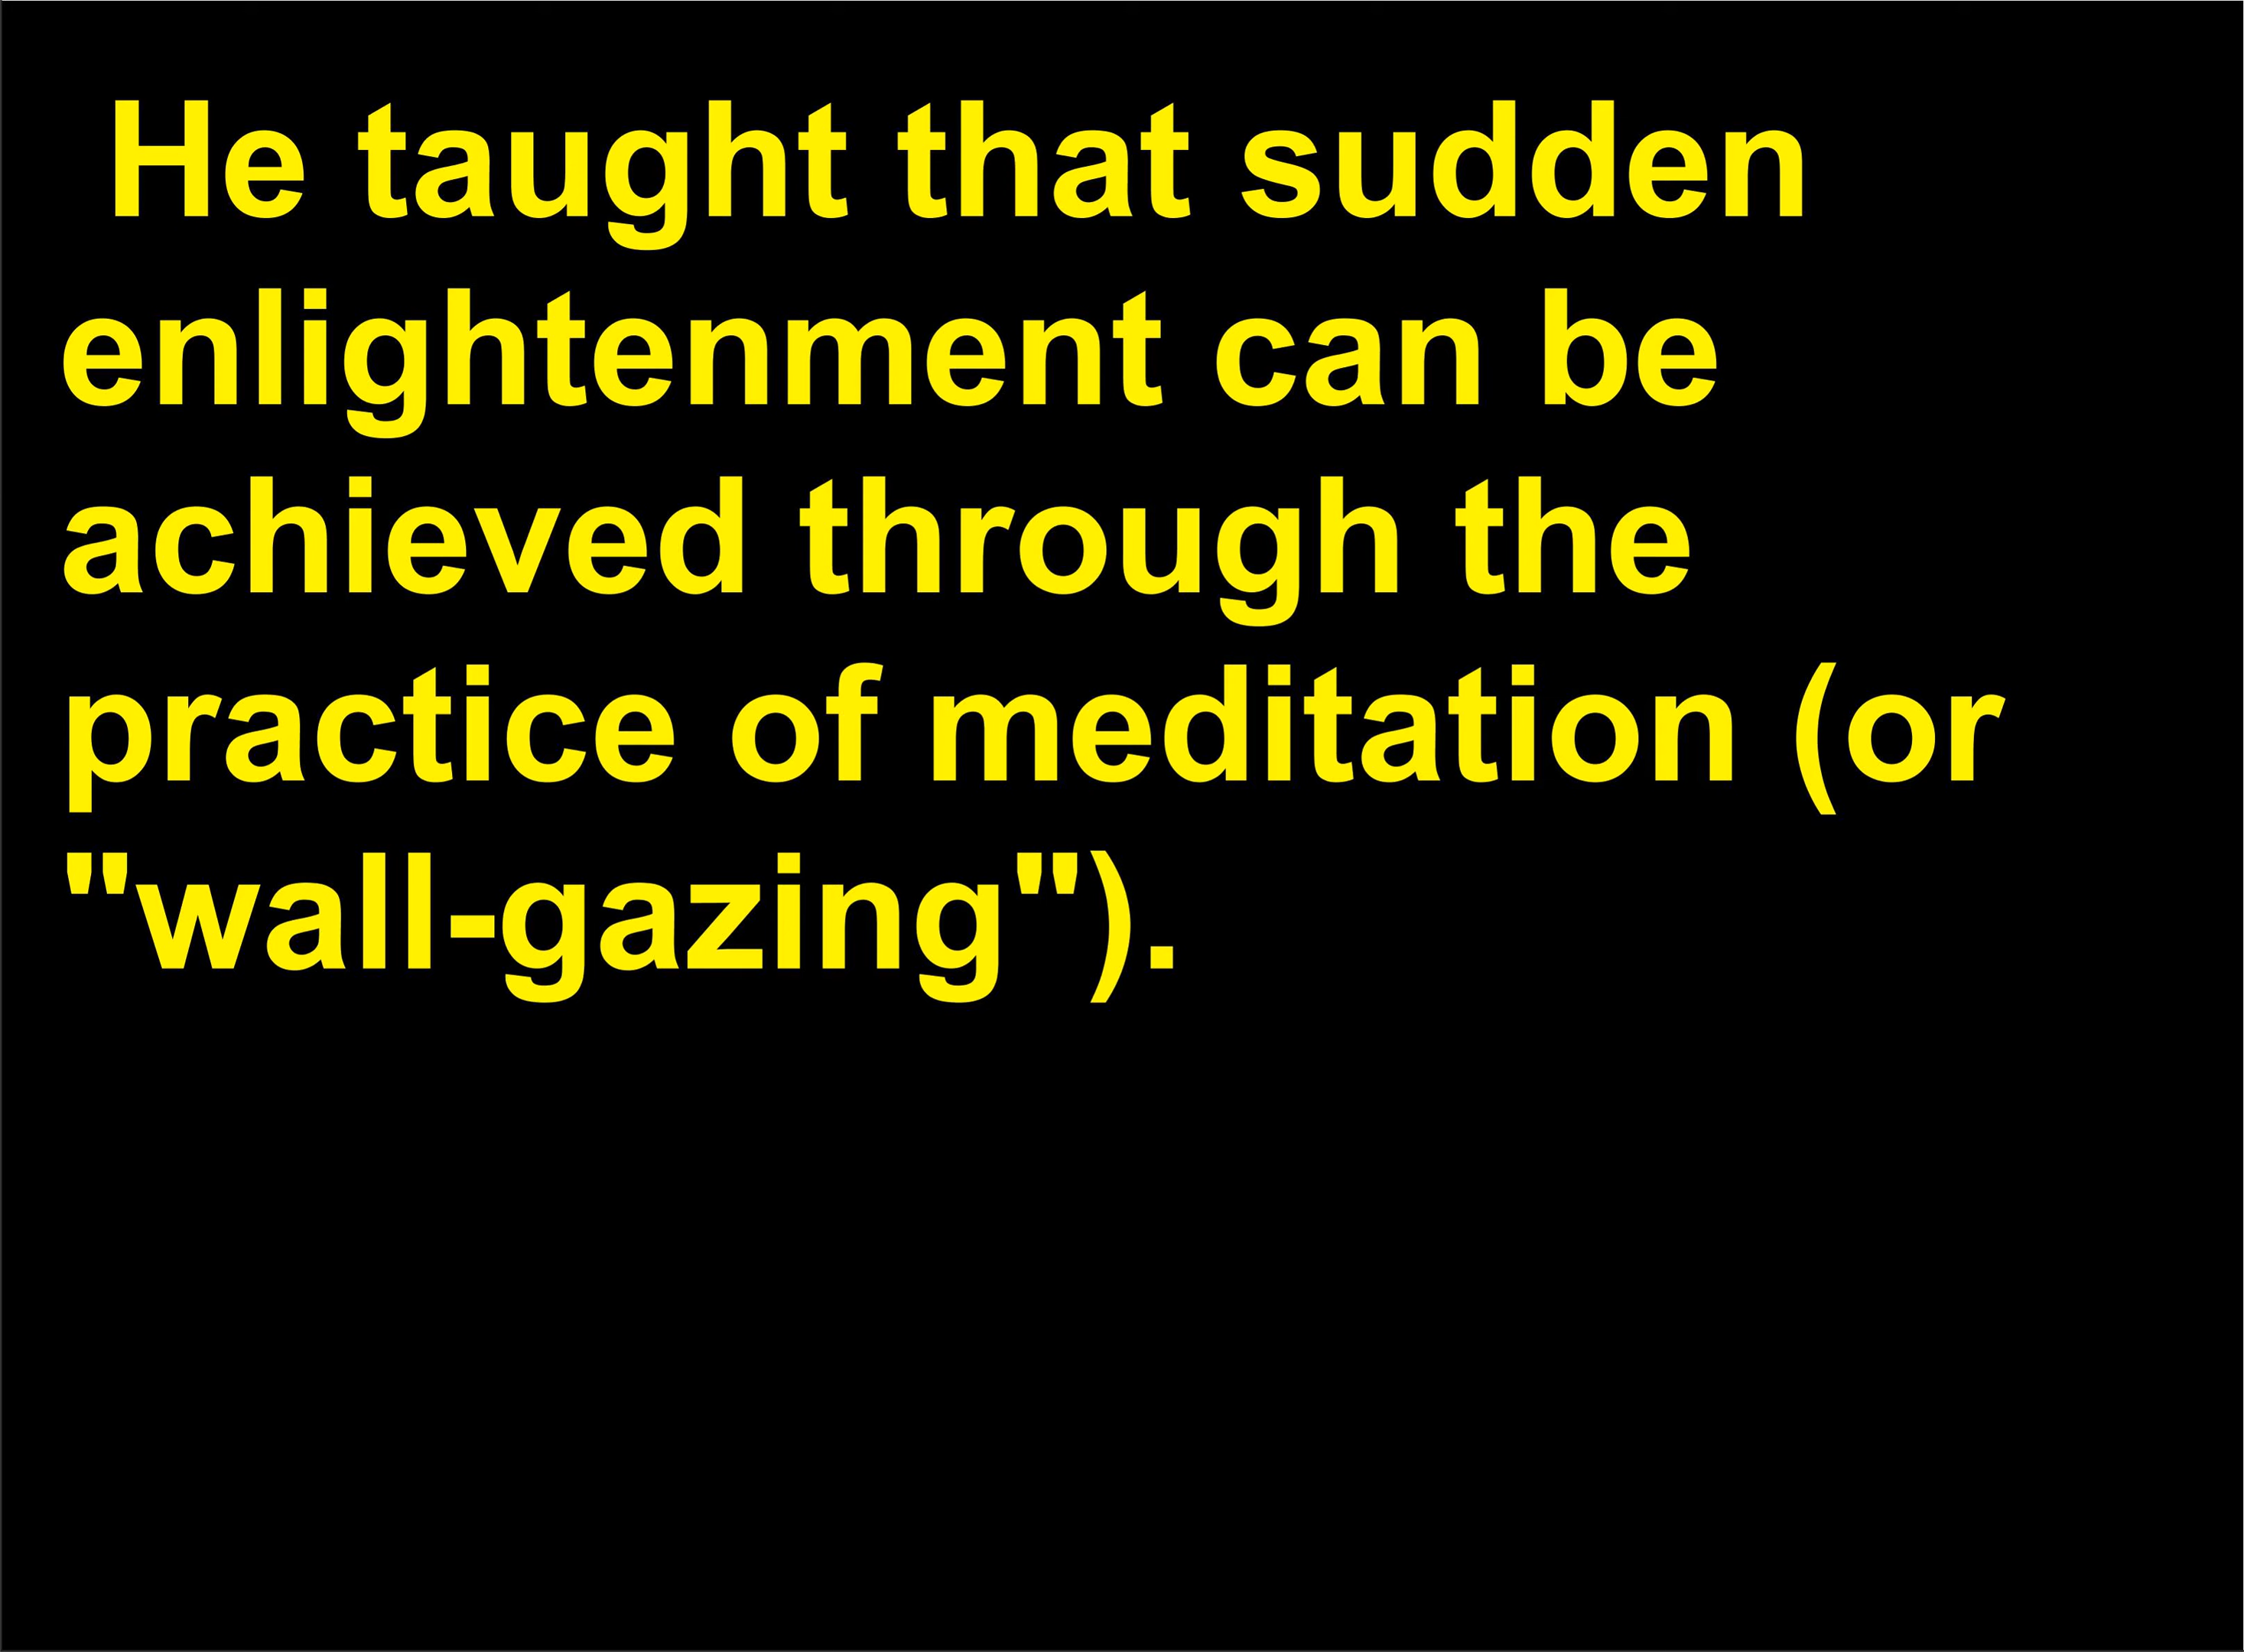 He taught that sudden
enlightenment can be
achieved through the
practice of meditation (or
"wall-gazing").